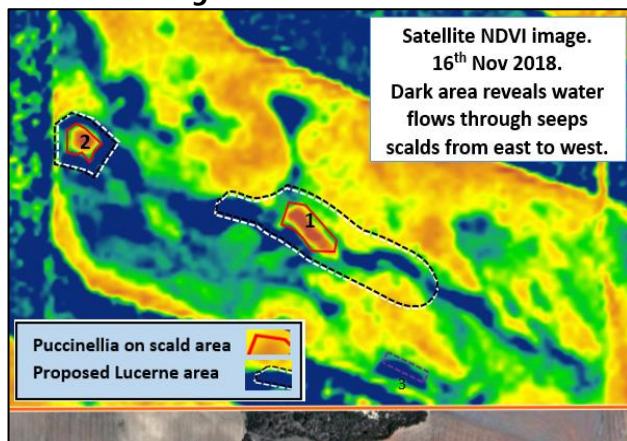 Satellite NDVI image.
16th Nov 2018.
Dark area reveals water
flows through seeps
scalds from east to west.
2
1
3
Puccinellia on scald area
Proposed Lucerne area